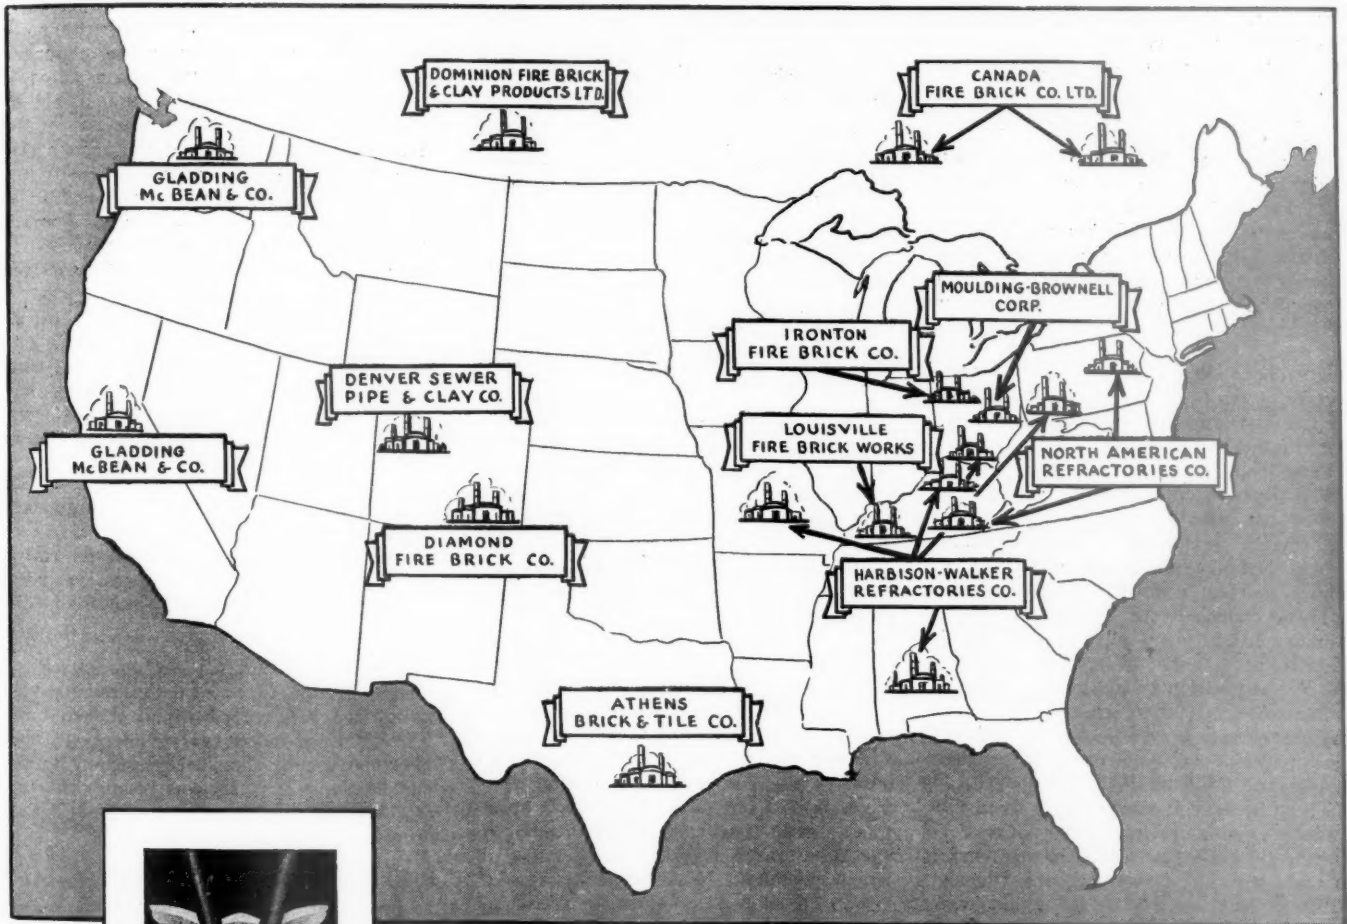 DOMINION FIRE BRICK
& CLAY PRODUCTS LTD.
CANADA
FIRE BRICK CO. LTD.
GLADDING
Mc BEAN & CO.
MOULDING-BROWNELL
CORP.
IRONTON
FIRE BRICK CO.
DENVER SEWER
PIPE & CLAY CO.
LOUISVILLE
FIRE BRICK WORKS
GLADDING
McBEAN & CO.
NORTH AMERICAN
REFRACTORIES CO.
DIAMOND
FIRE BRICK CO.
HARBISON-WALKER
REFRACTORIES CO.
ATHENS
BRICK & TILE CO.